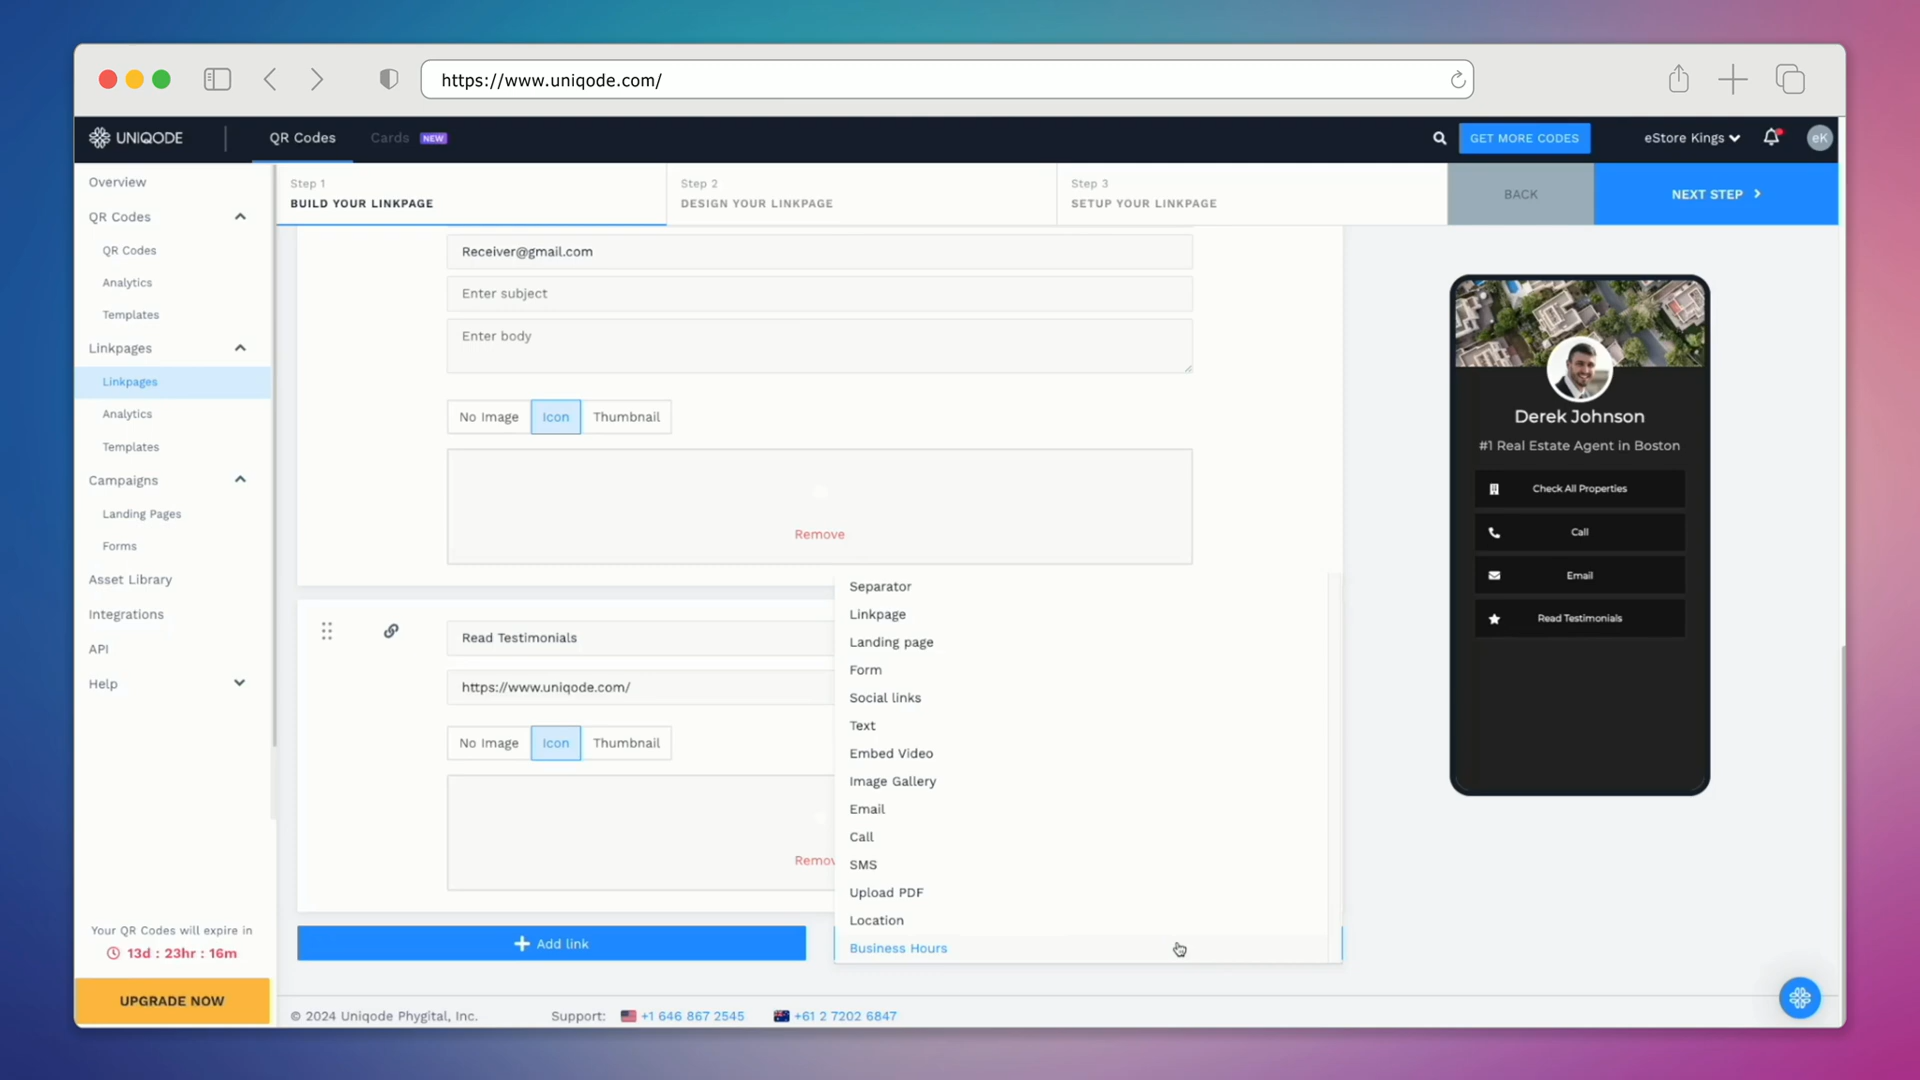 https://www.uniqode.com/
UNIQODE
QR Codes
Cards NEW
GET MORE CODES
eStore Kings
eK
Overview
QR Codes
QR Codes
Analytics
Templates
Linkpages
Linkpages
Analytics
Templates
Campaigns
Landing Pages
Forms
Asset Library
Integrations
API
Help
Your QR Codes will expire in
13d : 23hr : 16m
UPGRADE NOW
Step 1
BUILD YOUR LINKPAGE
Step 2
DESIGN YOUR LINKPAGE
Step 3
SETUP YOUR LINKPAGE
BACK
NEXT STEP
Receiver@gmail.com
Enter subject
Enter body
No Image Icon Thumbnail
Remove
Read Testimonials
https://www.uniqode.com/
No Image Icon Thumbnail
Remov
Separator
Linkpage
Landing page
Form
Social links
Text
Embed Video
Image Gallery
Email
Call
SMS
Upload PDF
Location
Business Hours
Add link
Derek Johnson
#1 Real Estate Agent in Boston
Check All Properties
Call
Email
Read Testimonials
© 2024 Uniqode Phygital, Inc.
Support: +1 646 867 2545 +61 2 7202 6847